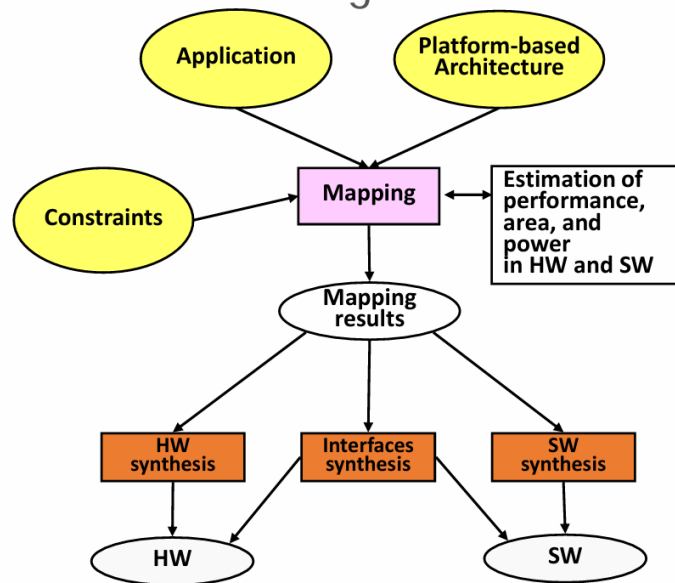 Application
Platform-based
Architecture
Constraints
Mapping
Estimation of
performance,
area, and
power
in HW and SW
Mapping
results
HW
synthesis
Interfaces
synthesis
SW
synthesis
HW
SW